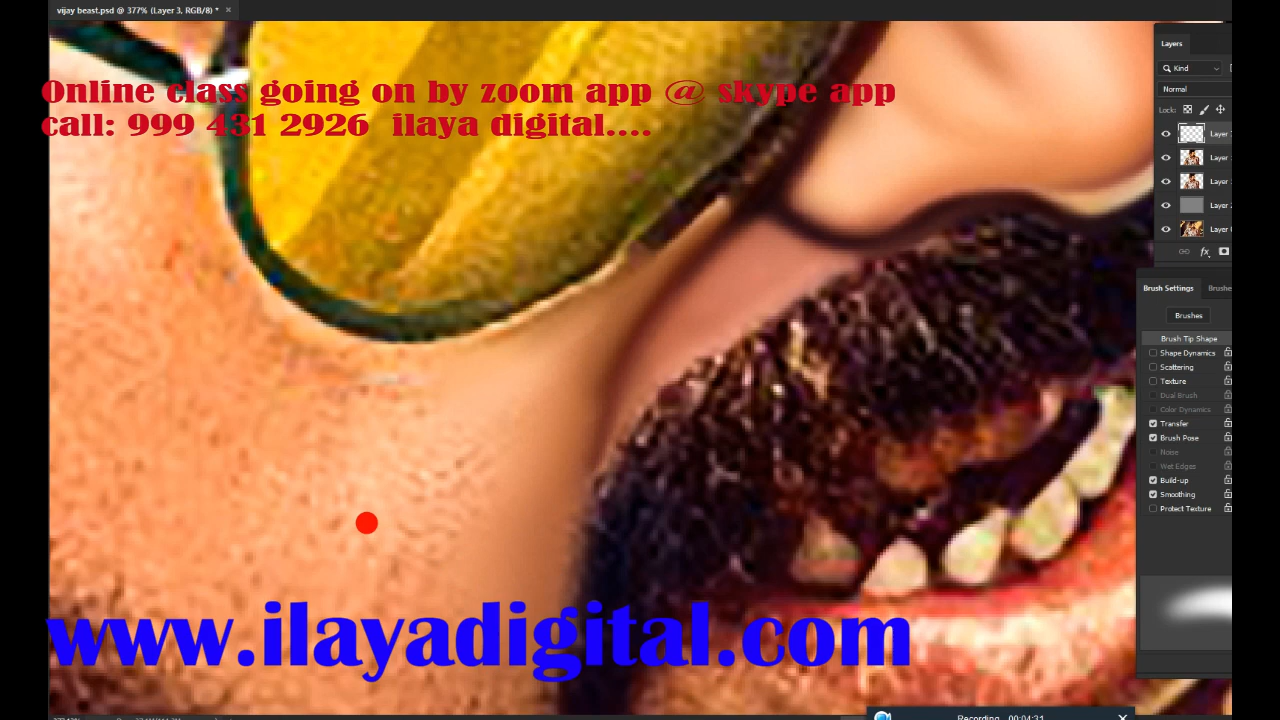 vijay beast.psd @ 377% (Layer 3, RGB/8) * ×
Online class going on by zoom app @ skype app
call: 999 431 2926 ilaya digital....
Layers
Kind
Normal
Lock:
Layer
Layer
Layer
Layer
Layer
fx
Brush Settings
Brushes
Brush Tip Shape
Shape Dynamics
Scattering
Texture
Dual Brush
Color Dynamics
Transfer
Brush Pose
Noise
Wet Edges
Build-up
Smoothing
Protect Texture
www.ilayadigital.com
Recording 00:04:31